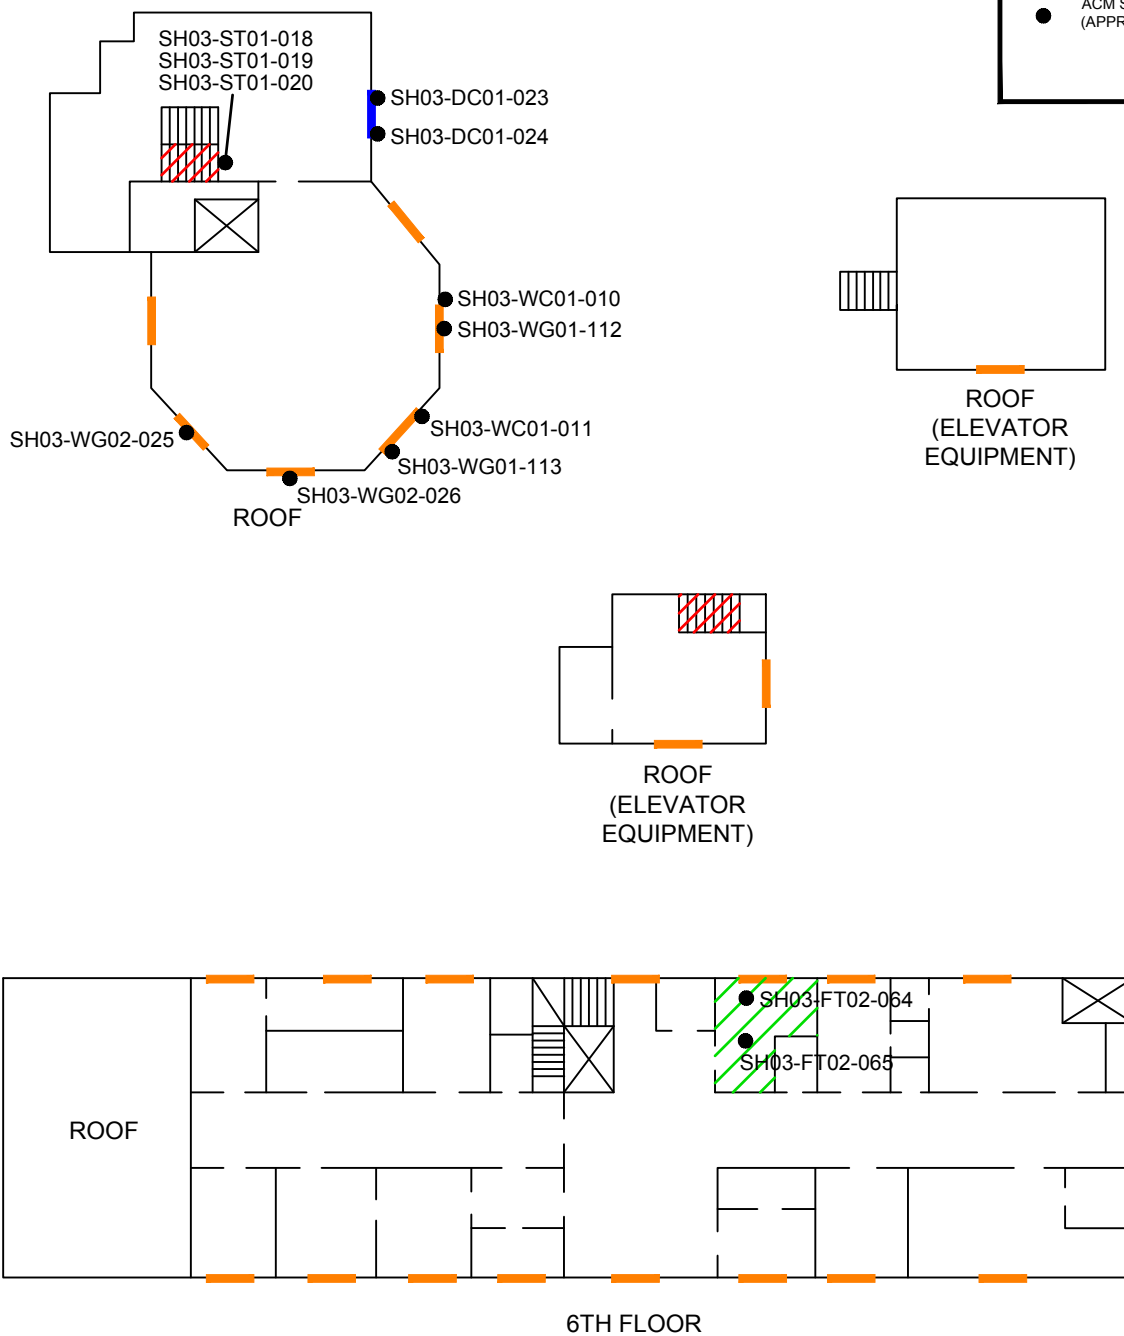 ACM
(APPR
SH03-ST01-018
SH03-ST01-019
SH03-ST01-020
SH03-DC01-023
SH03-DC01-024
SH03-WC01-010
SH03-WG01-112
SH03-WC01-011
SH03-WG02-025
SH03-WG01-113
SH03-WG02-026
ROOF
ROOF
(ELEVATOR
EQUIPMENT)
ROOF
(ELEVATOR
EQUIPMENT)
SH03-FT02-064
SH03-FT02-065
ROOF
6TH FLOOR